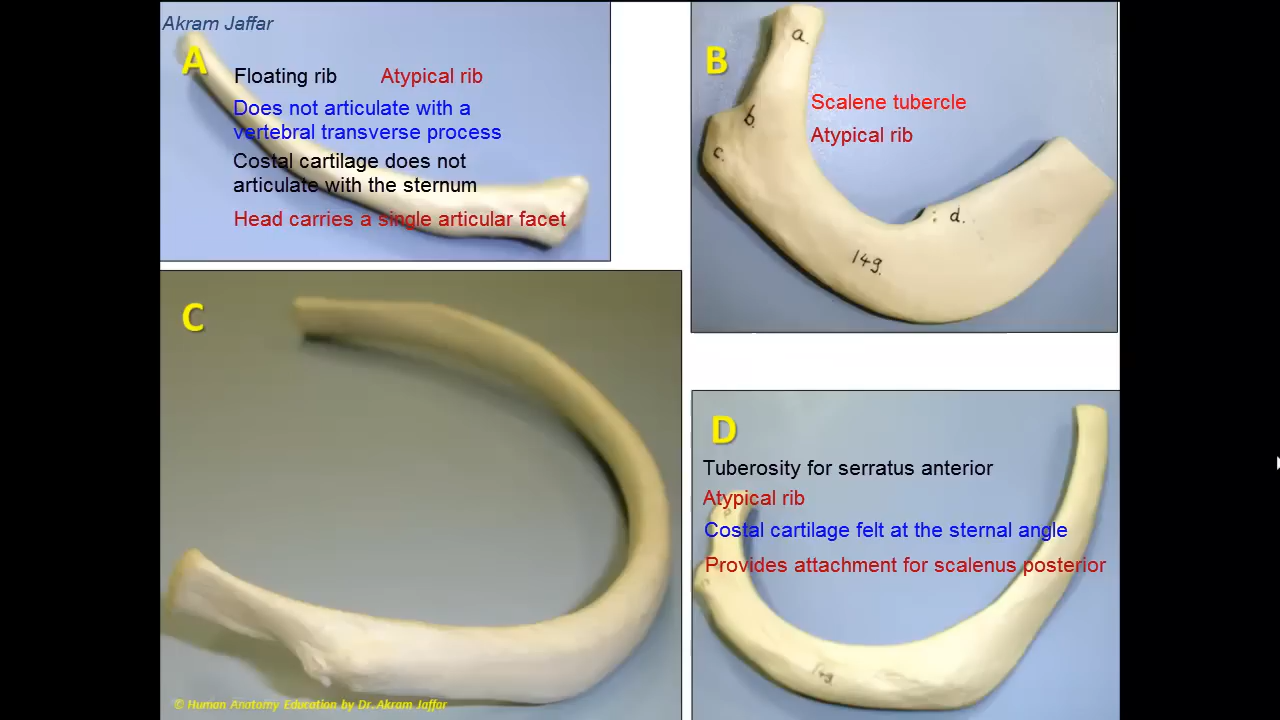 Akram Jaffar
A
Floating rib Atypical rib
Does not articulate with a
vertebral transverse process
Costal cartilage does not
articulate with the sternum
Head carries a single articular facet
B
a.
Scalene tubercle
b.
Atypical rib
c.
d.
149.
C
D
Tuberosity for serratus anterior
Atypical rib
Costal cartilage felt at the sternal angle
Provides attachment for scalenus posterior
© Human Anatomy Education by Dr. Akram Jaffar